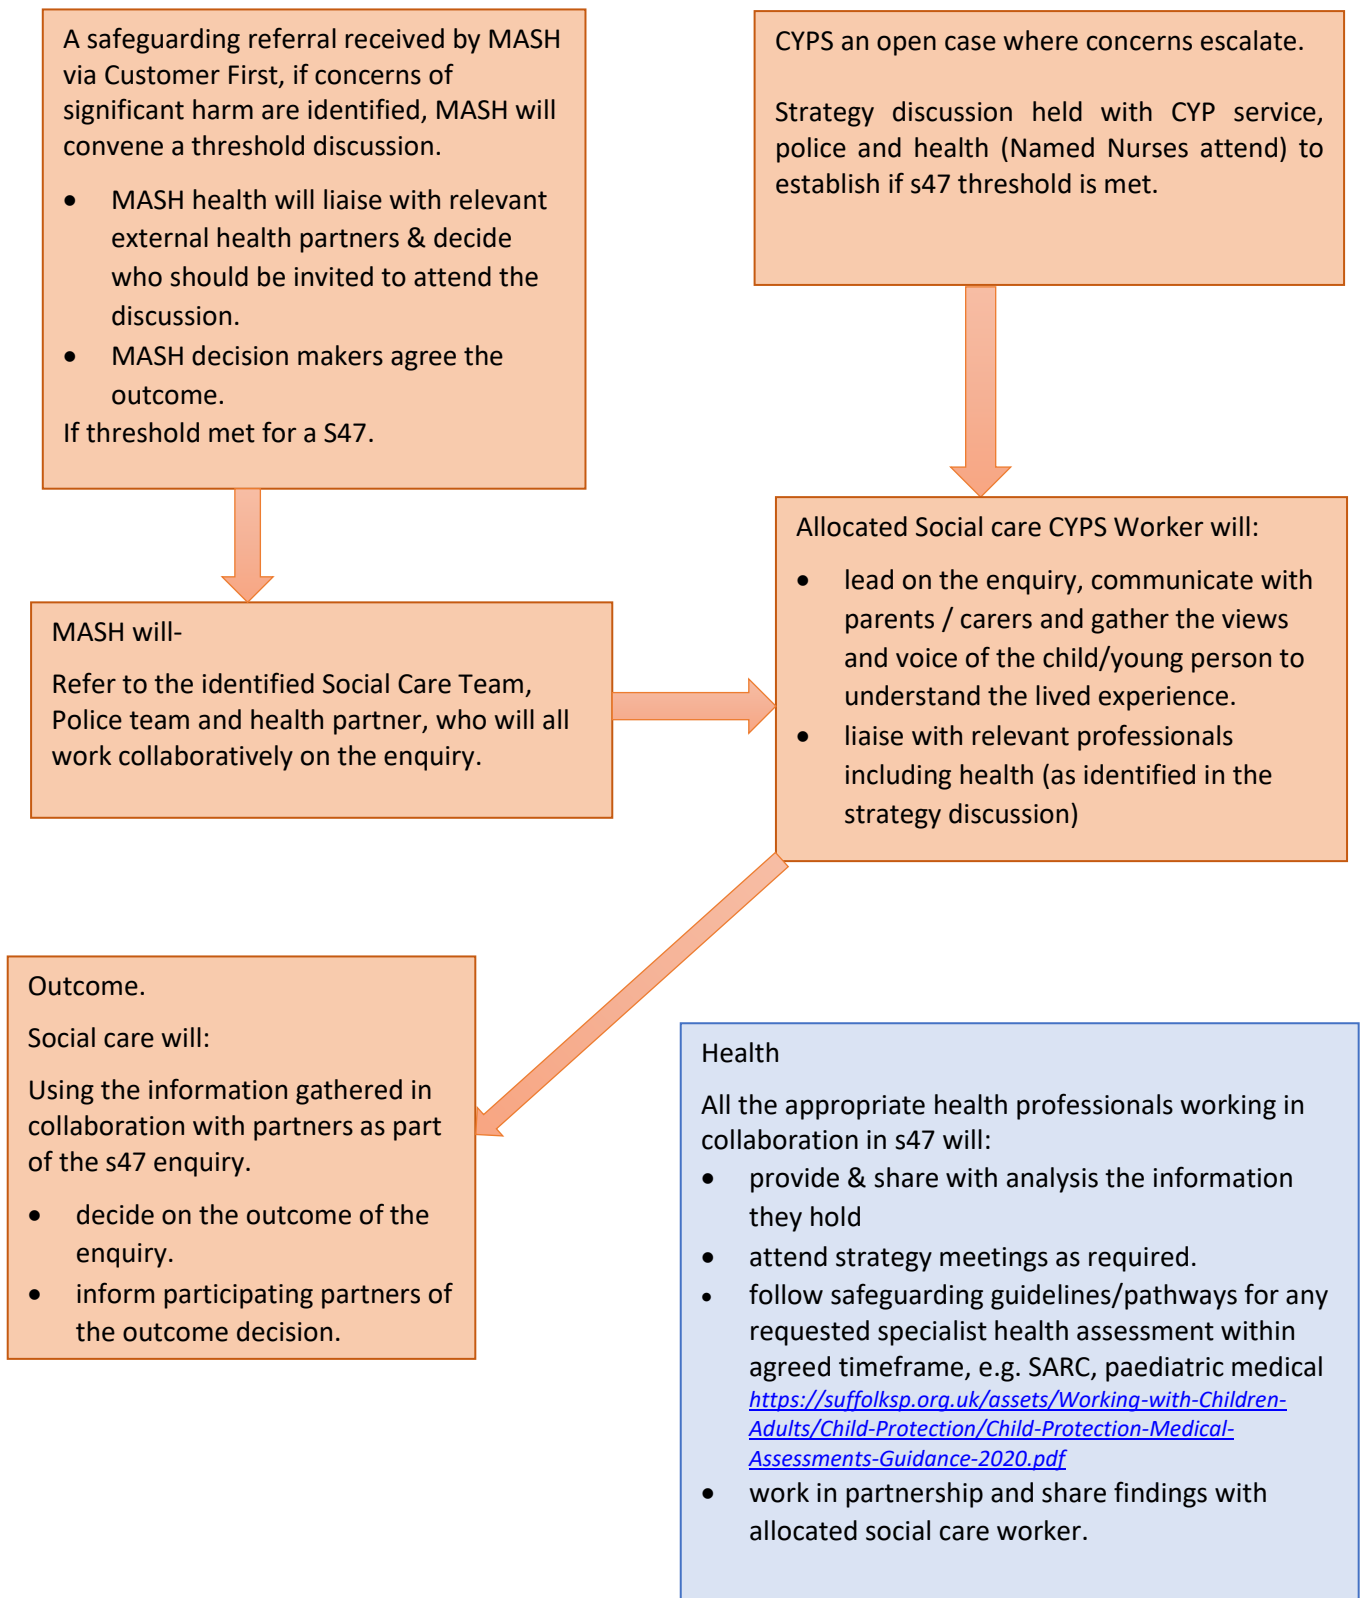 A safeguarding referral received by MASH
via Customer First, if concerns of
significant harm are identified, MASH will
convene a threshold discussion.
• MASH health will liaise with relevant
external health partners & decide
who should be invited to attend the
discussion.
• MASH decision makers agree the
outcome.
If threshold met for a S47.
CYPS an open case where concerns escalate.
Strategy discussion held with CYP service,
police and health (Named Nurses attend) to
establish if s47 threshold is met.
MASH will-
Refer to the identified Social Care Team,
Police team and health partner, who will all
work collaboratively on the enquiry.
Allocated Social care CYPS Worker will:
• lead on the enquiry, communicate with
parents / carers and gather the views
and voice of the child/young person to
understand the lived experience.
• liaise with relevant professionals
including health (as identified in the
strategy discussion)
Outcome.
Social care will:
Using the information gathered in
collaboration with partners as part
of the s47 enquiry.
• decide on the outcome of the
enquiry.
• inform participating partners of
the outcome decision.
Health
All the appropriate health professionals working in
collaboration in s47 will:
• provide & share with analysis the information
they hold
• attend strategy meetings as required.
• follow safeguarding guidelines/pathways for any
requested specialist health assessment within
agreed timeframe, e.g. SARC, paediatric medical
https://suffolksp.org.uk/assets/Working-with-Children-
Adults/Child-Protection/Child-Protection-Medical-
Assessments-Guidance-2020.pdf
• work in partnership and share findings with
allocated social care worker.